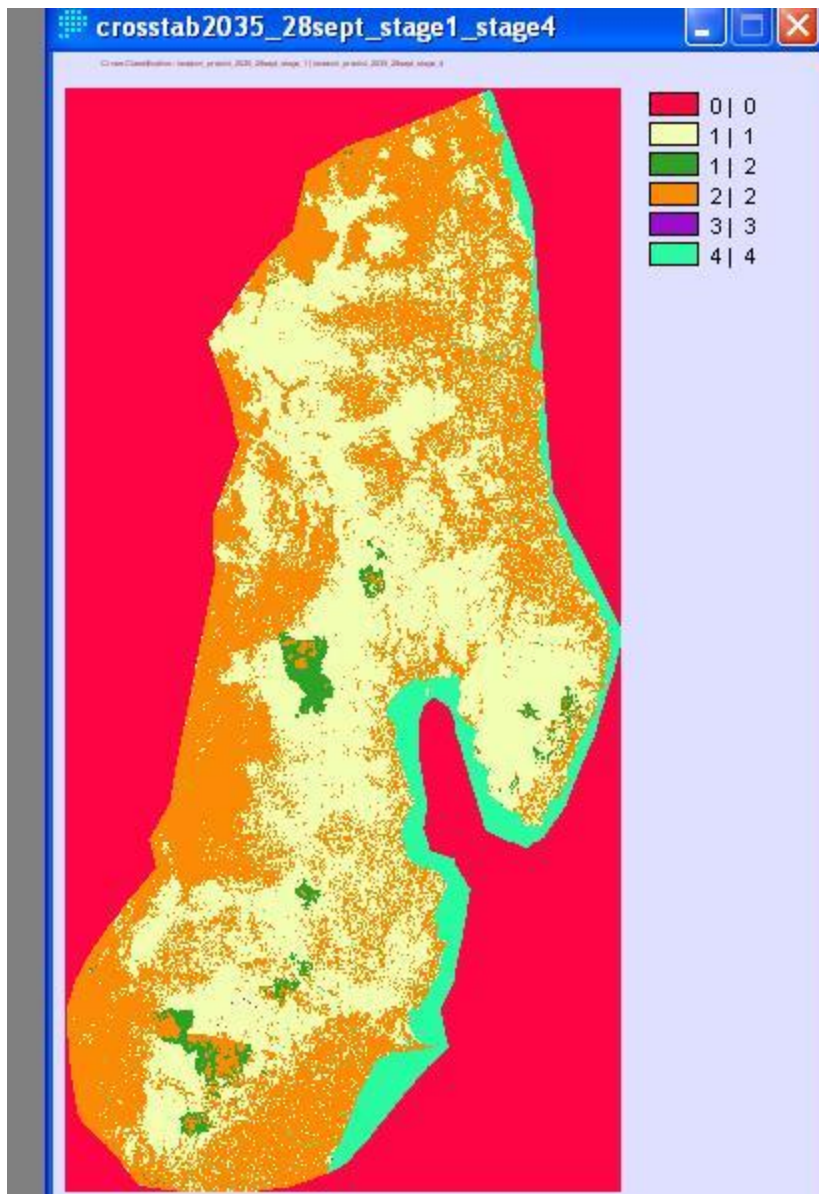 crosstab2035_28sept_stage1_stage4
0 | 0
1 | 1
1 | 2
2 | 2
3 | 3
4 | 4